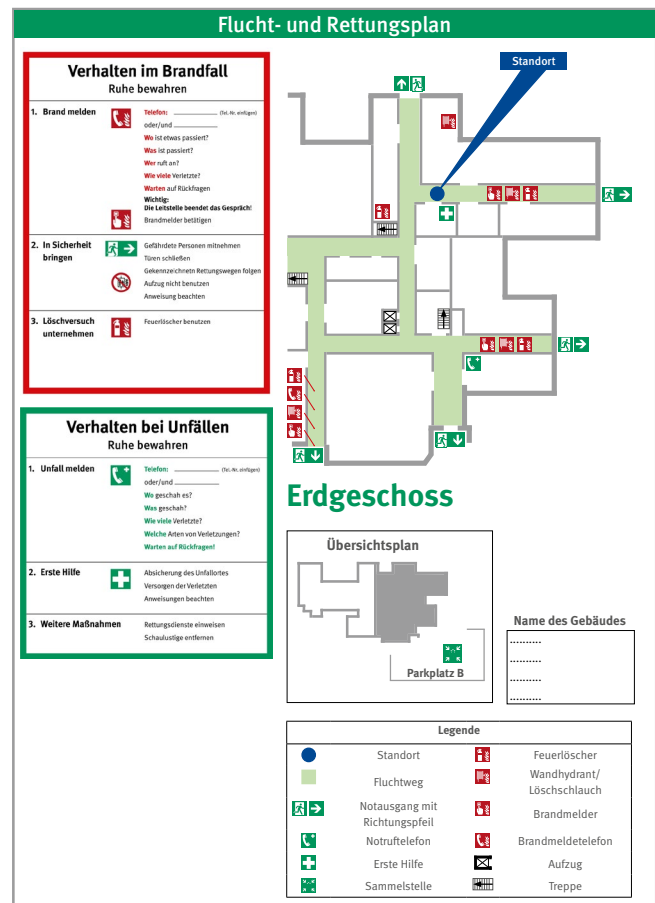 Flucht- und Rettungsplan
Verhalten im Brandfall
Ruhe bewahren
1. Brand melden
Telefon: ____________ (Tel.-Nr. einfügen)
oder/und ____________
Wo ist etwas passiert?
Was ist passiert?
Wer ruft an?
Wie viele Verletzte?
Warten auf Rückfragen
Wichtig:
Die Leitstelle beendet das Gespräch!
Brandmelder betätigen
2. In Sicherheit
bringen
Gefährdete Personen mitnehmen
Türen schließen
Gekennzeichnetn Rettungswegen folgen
Aufzug nicht benutzen
Anweisung beachten
3. Löschversuch
unternehmen
Feuerlöscher benutzen
Verhalten bei Unfällen
Ruhe bewahren
1. Unfall melden
Telefon: ____________ (Tel.-Nr. einfügen)
oder/und ____________
Wo geschah es?
Was geschah?
Wie viele Verletzte?
Welche Arten von Verletzungen?
Warten auf Rückfragen!
2. Erste Hilfe
Absicherung des Unfallortes
Versorgen der Verletzten
Anweisungen beachten
3. Weitere Maßnahmen
Rettungsdienste einweisen
Schaulustige entfernen
Standort
Erdgeschoss
Übersichtsplan
Parkplatz B
Name des Gebäudes
..........
..........
..........
..........
Legende
Standort
Feuerlöscher
Fluchtweg
Wandhydrant/
Löschschlauch
Notausgang mit
Richtungspfeil
Brandmelder
Notruftelefon
Brandmeldetelefon
Erste Hilfe
Aufzug
Sammelstelle
Treppe